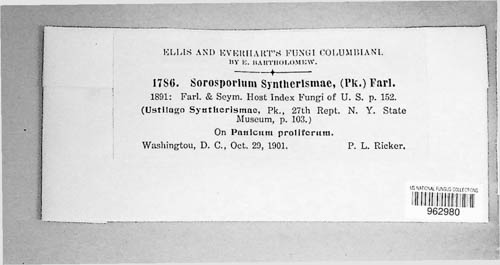 ELLIS AND EVERHART'S FUNGI COLUMBIANI.
BY E. BARTHOLOMEW.
1786. Sorosporium Syntherismae, (Pk.) Farl.
1891: Farl. & Seym. Host Index Fungi of U. S. p. 152.
(Ustilago Syntherismae, Pk., 27th Rept. N. Y. State
Museum, p. 103.)
On Panicum proliferum.
Washingtou, D. C., Oct. 29, 1901. P. L. Ricker.
US NATIONAL FUNGUS COLLECTIONS
962980